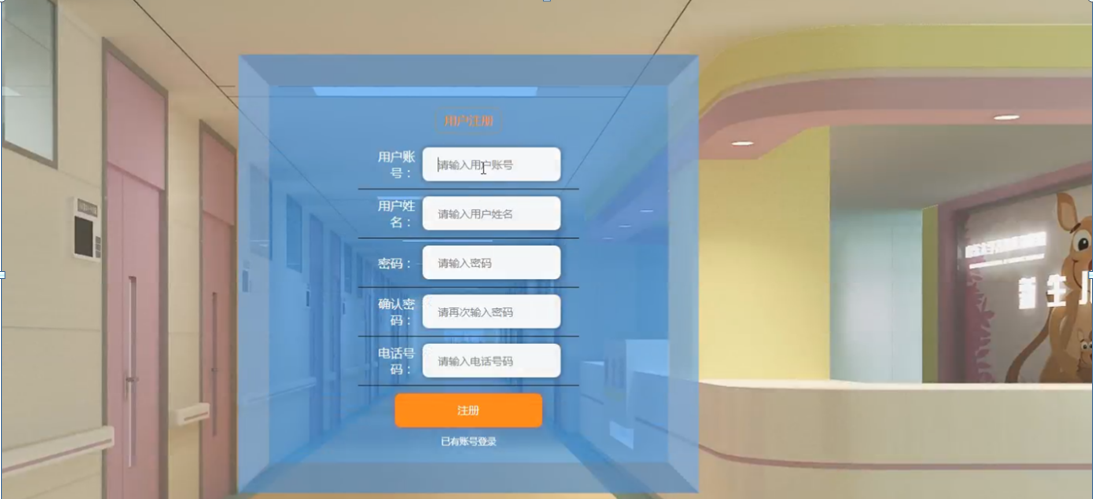 用户注册
用户账
号：
请输入用户账号
用户姓
名：
请输入用户姓名
密码：
请输入密码
确认密
码：
请再次输入密码
电话号
码：
请输入电话号码
注册
已有账号登录
新生儿